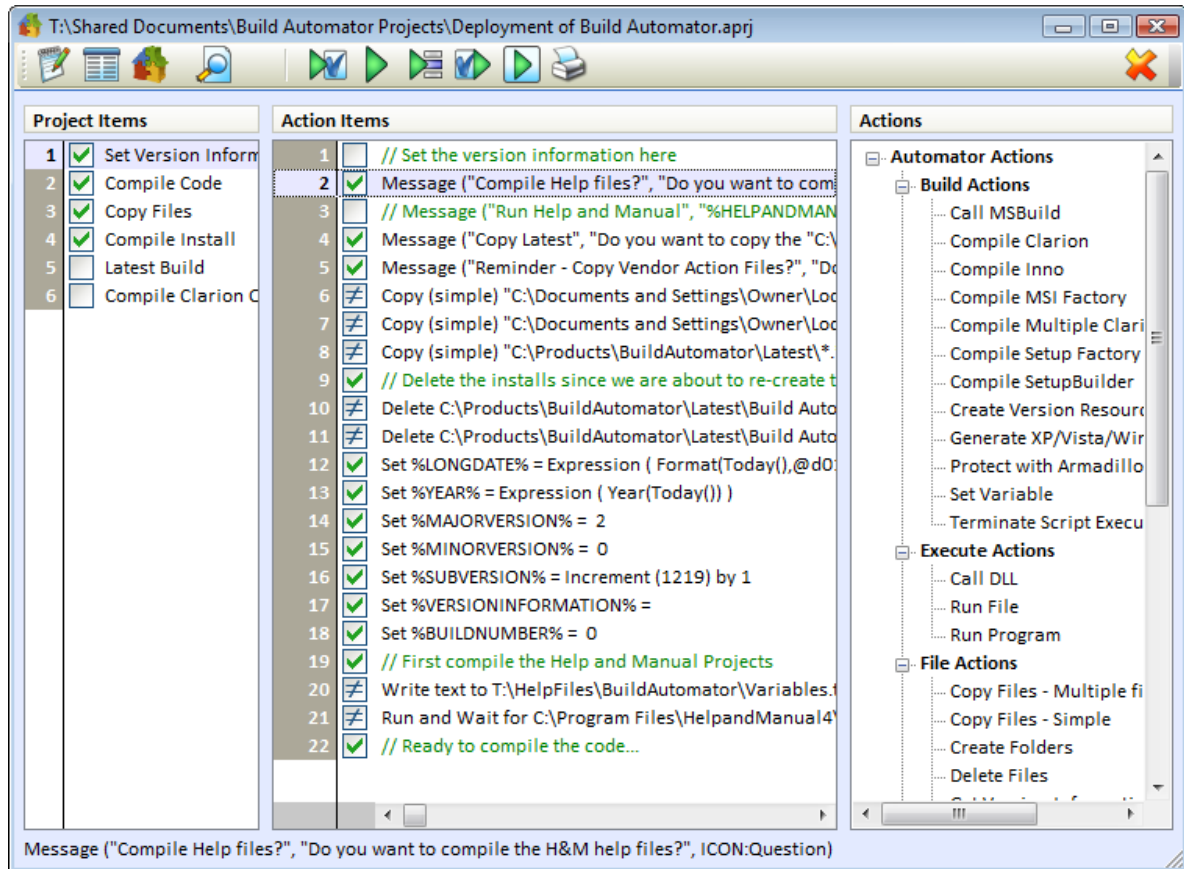 T:\Shared Documents\Build Automator Projects\Deployment of Build Automator.aprj
Project Items
1 Set Version Inform
2 Compile Code
3 Copy Files
4 Compile Install
5 Latest Build
6 Compile Clarion C
Action Items
1 // Set the version information here
2 Message ("Compile Help files?", "Do you want to com
3 // Message ("Run Help and Manual", "%HELPANDMAN
4 Message ("Copy Latest", "Do you want to copy the "C:\
5 Message ("Reminder - Copy Vendor Action Files?", "Do
6 Copy (simple) "C:\Documents and Settings\Owner\Loc
7 Copy (simple) "C:\Documents and Settings\Owner\Loc
8 Copy (simple) "C:\Products\BuildAutomator\Latest\*.
9 // Delete the installs since we are about to re-create t
10 Delete C:\Products\BuildAutomator\Latest\Build Auto
11 Delete C:\Products\BuildAutomator\Latest\Build Auto
12 Set %LONGDATE% = Expression ( Format(Today(),@d01
13 Set %YEAR% = Expression ( Year(Today()) )
14 Set %MAJORVERSION% = 2
15 Set %MINORVERSION% = 0
16 Set %SUBVERSION% = Increment (1219) by 1
17 Set %VERSIONINFORMATION% =
18 Set %BUILDNUMBER% = 0
19 // First compile the Help and Manual Projects
20 Write text to T:\HelpFiles\BuildAutomator\Variables.t
21 Run and Wait for C:\Program Files\HelpandManual4\
22 // Ready to compile the code...
Actions
Automator Actions
Build Actions
Call MSBuild
Compile Clarion
Compile Inno
Compile MSI Factory
Compile Multiple Clari
Compile Setup Factory
Compile SetupBuilder
Create Version Resourc
Generate XP/Vista/Wir
Protect with Armadillo
Set Variable
Terminate Script Execu
Execute Actions
Call DLL
Run File
Run Program
File Actions
Copy Files - Multiple fi
Copy Files - Simple
Create Folders
Delete Files
Message ("Compile Help files?", "Do you want to compile the H&M help files?", ICON:Question)